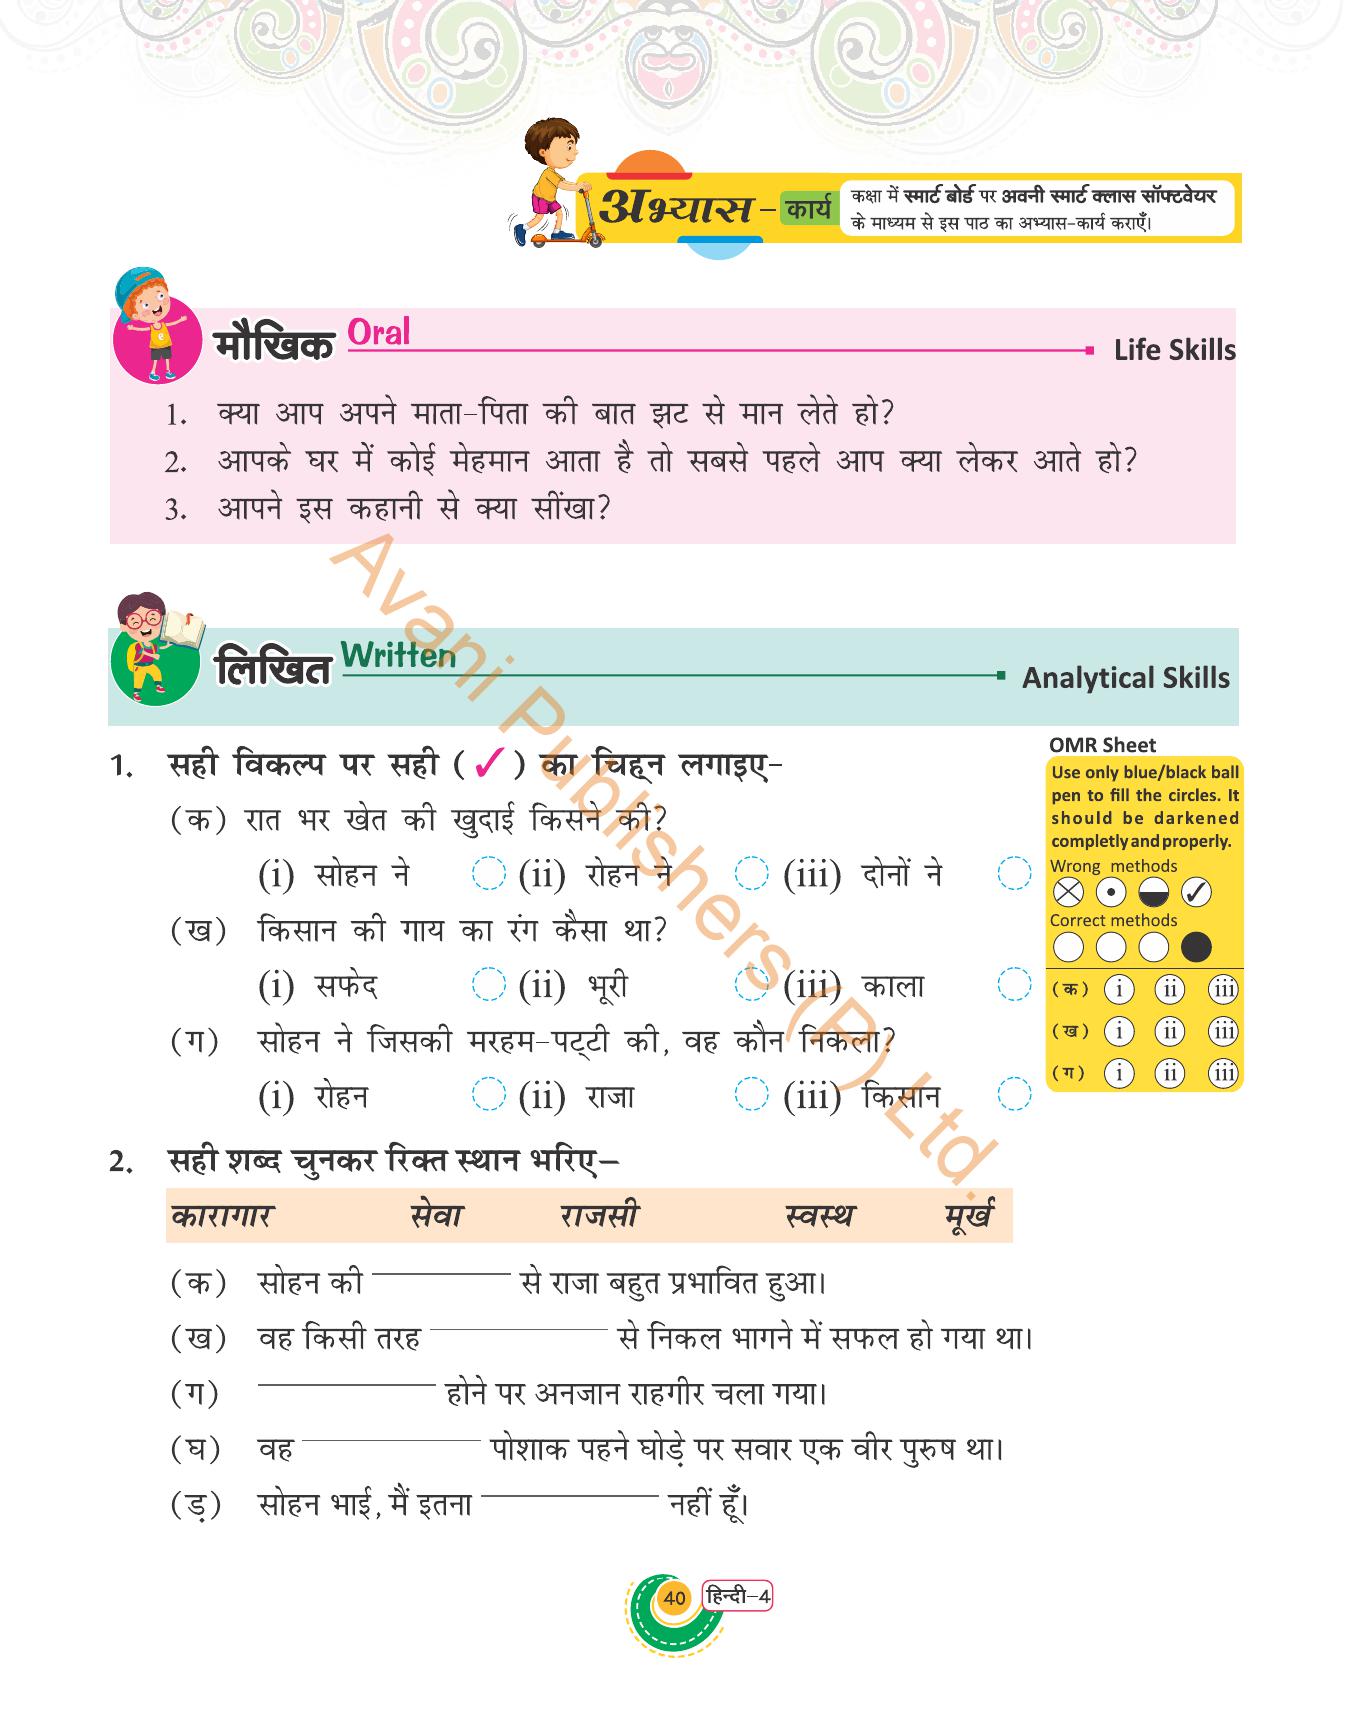 अभ्यास - कार्य
कक्षा में स्मार्ट बोर्ड पर अवनी स्मार्ट क्लास सॉफ्टवेयर
के माध्यम से इस पाठ का अभ्यास-कार्य कराएँ।
मौखिक Oral Life Skills
1. क्या आप अपने माता-पिता की बात झट से मान लेते हो?
2. आपके घर में कोई मेहमान आता है तो सबसे पहले आप क्या लेकर आते हो?
3. आपने इस कहानी से क्या सींखा?
लिखित Written Analytical Skills
1. सही विकल्प पर सही (✓) का चिह्न लगाइए-
(क) रात भर खेत की खुदाई किसने की?
(i) सोहन ने (ii) रोहन ने (iii) दोनों ने
(ख) किसान की गाय का रंग कैसा था?
(i) सफेद (ii) भूरी (iii) काला
(ग) सोहन ने जिसकी मरहम-पट्टी की, वह कौन निकला?
(i) रोहन (ii) राजा (iii) किसान
OMR Sheet
Use only blue/black ball
pen to fill the circles. It
should be darkened
completly and properly.
Wrong methods
Correct methods
(क) i ii iii
(ख) i ii iii
(ग) i ii iii
2. सही शब्द चुनकर रिक्त स्थान भरिए—
कारागार सेवा राजसी स्वस्थ मूर्ख
(क) सोहन की ________ से राजा बहुत प्रभावित हुआ।
(ख) वह किसी तरह ________ से निकल भागने में सफल हो गया था।
(ग) ________ होने पर अनजान राहगीर चला गया।
(घ) वह ________ पोशाक पहने घोड़े पर सवार एक वीर पुरुष था।
(ड़) सोहन भाई, मैं इतना ________ नहीं हूँ।
40 हिन्दी-4
Avani Publishers (P) Ltd.